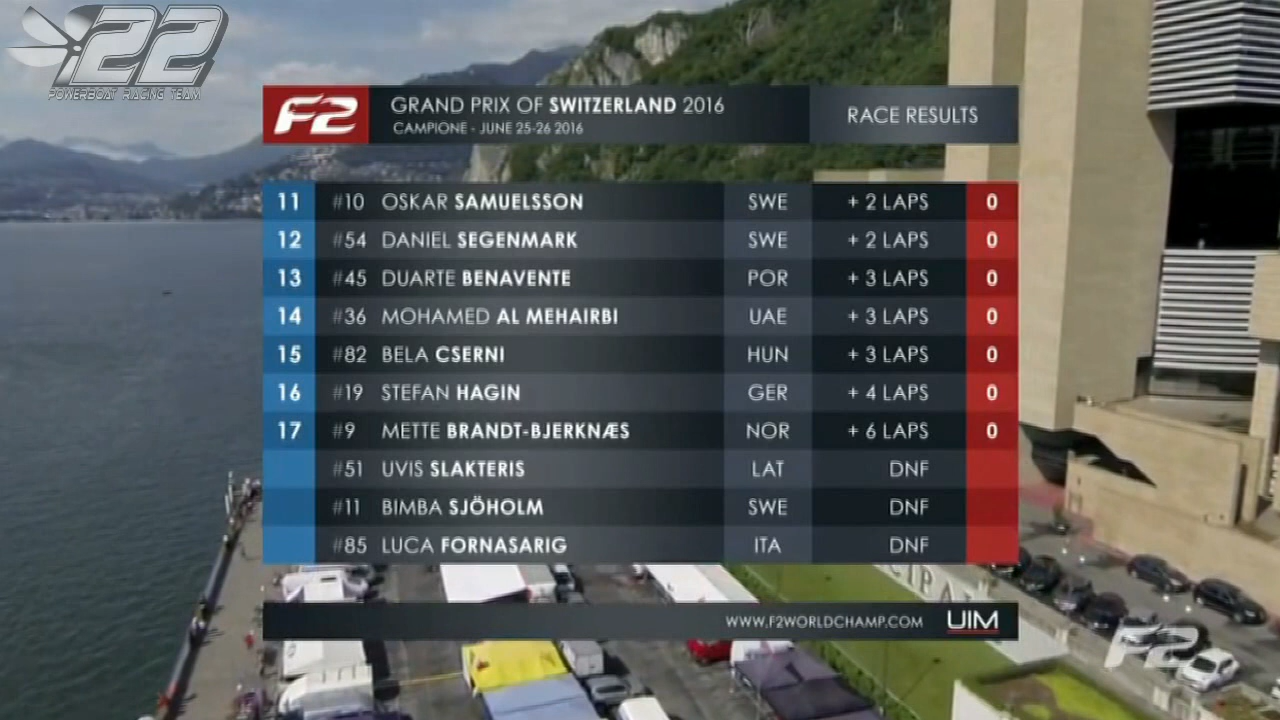 22
POWERBOAT RACING TEAM
F2 GRAND PRIX OF SWITZERLAND 2016 RACE RESULTS
CAMPIONE - JUNE 25-26 2016
11 #10 OSKAR SAMUELSSON SWE + 2 LAPS 0
12 #54 DANIEL SEGENMARK SWE + 2 LAPS 0
13 #45 DUARTE BENAVENTE POR + 3 LAPS 0
14 #36 MOHAMED AL MEHAIRBI UAE + 3 LAPS 0
15 #82 BELA CSERNI HUN + 3 LAPS 0
16 #19 STEFAN HAGIN GER + 4 LAPS 0
17 #9 METTE BRANDT-BJERKNÆS NOR + 6 LAPS 0
#51 UVIS SLAKTERIS LAT DNF
#11 BIMBA SJÖHOLM SWE DNF
#85 LUCA FORNASARIG ITA DNF
WWW.F2WORLDCHAMP.COM UIM
F2